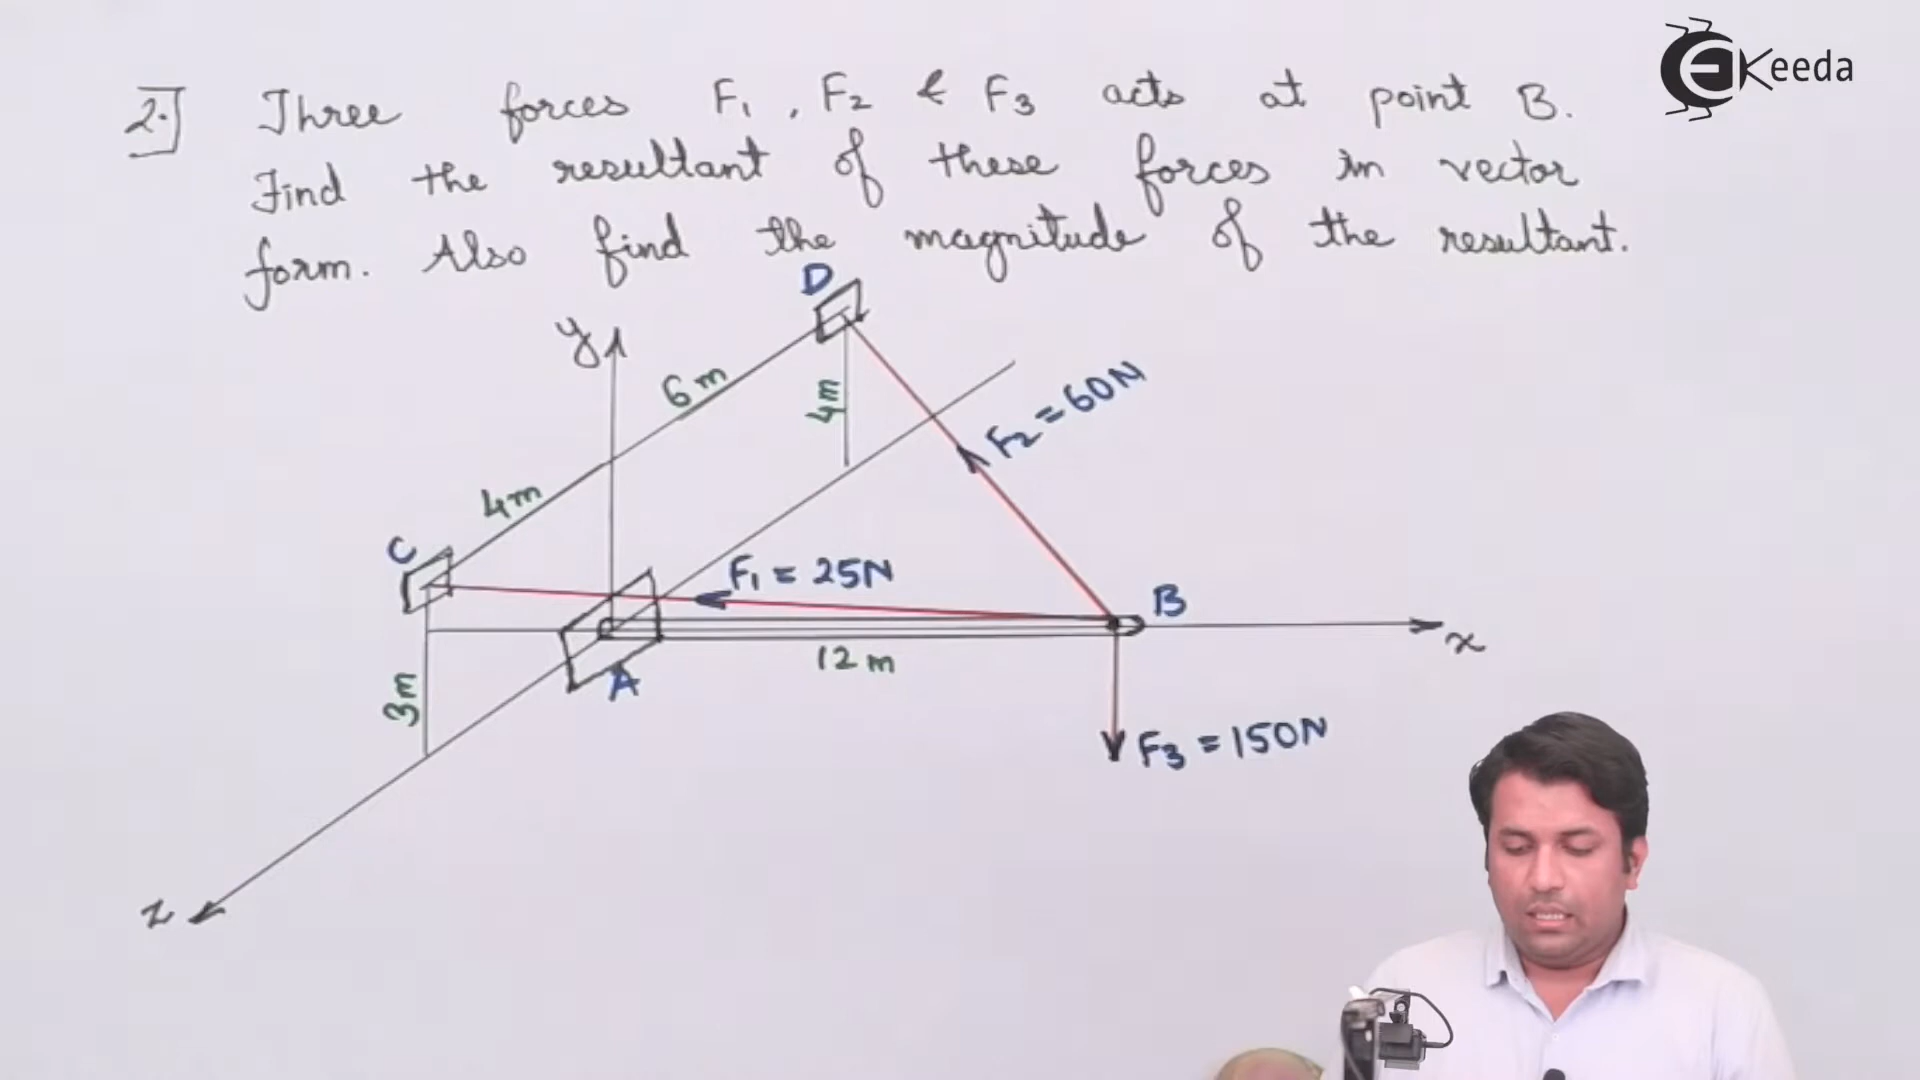 EKeeda
2.] Three forces F1, F2 & F3 acts at point B.
Find the resultant of these forces in vector
form. Also find the magnitude of the resultant.
D
y
6m
4m
F2 = 60N
4m
C
F1 = 25N
B
x
12m
A
3m
F3 = 150N
z